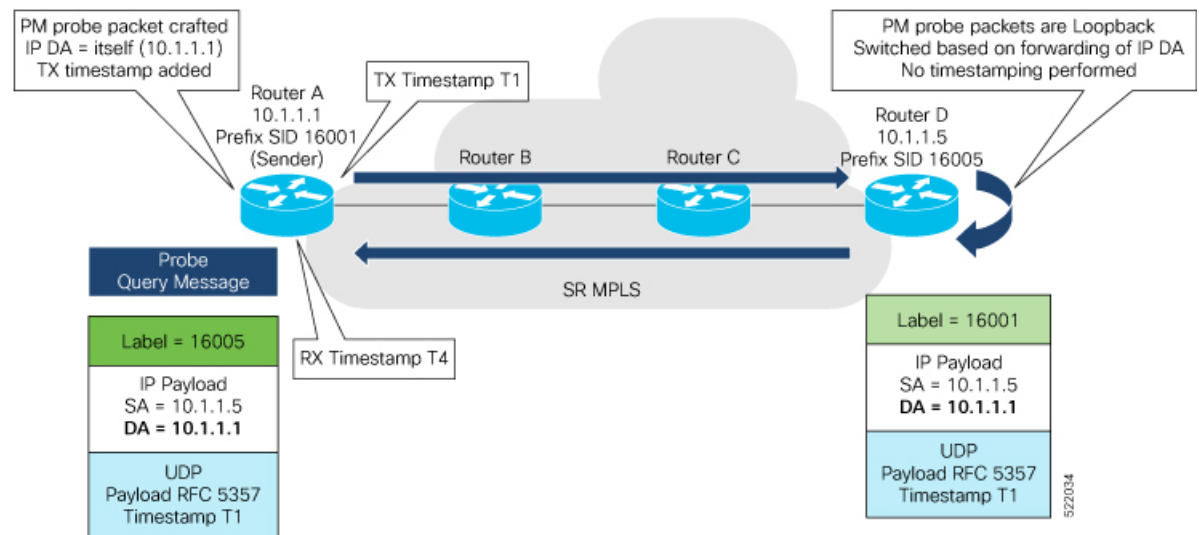 PM probe packet crafted
IP DA = itself (10.1.1.1)
TX timestamp added
TX Timestamp T1
PM probe packets are Loopback
Switched based on forwarding of IP DA
No timestamping performed
Router A
10.1.1.1
Prefix SID 16001
(Sender)
Router B
Router C
Router D
10.1.1.5
Prefix SID 16005
Probe
Query Message
SR MPLS
RX Timestamp T4
Label = 16005
IP Payload
SA = 10.1.1.5
DA = 10.1.1.1
UDP
Payload RFC 5357
Timestamp T1
Label = 16001
IP Payload
SA = 10.1.1.5
DA = 10.1.1.1
UDP
Payload RFC 5357
Timestamp T1
522034